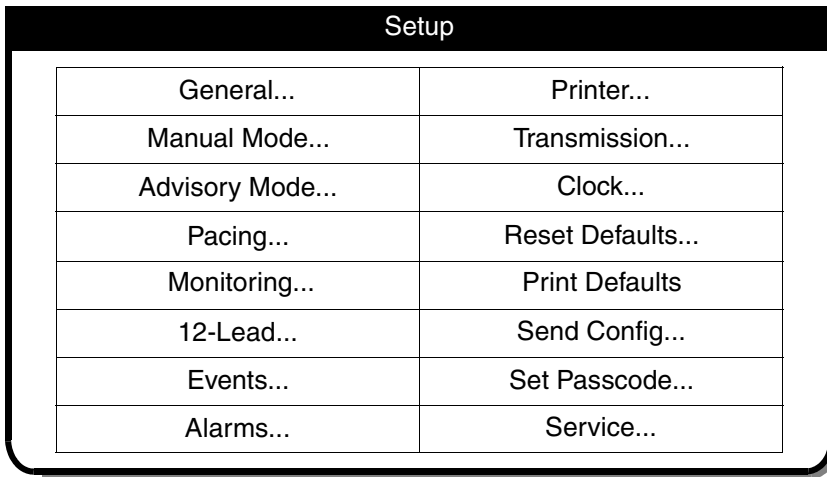 Setup
General... Printer...
Manual Mode... Transmission...
Advisory Mode... Clock...
Pacing... Reset Defaults...
Monitoring... Print Defaults
12-Lead... Send Config...
Events... Set Passcode...
Alarms... Service...